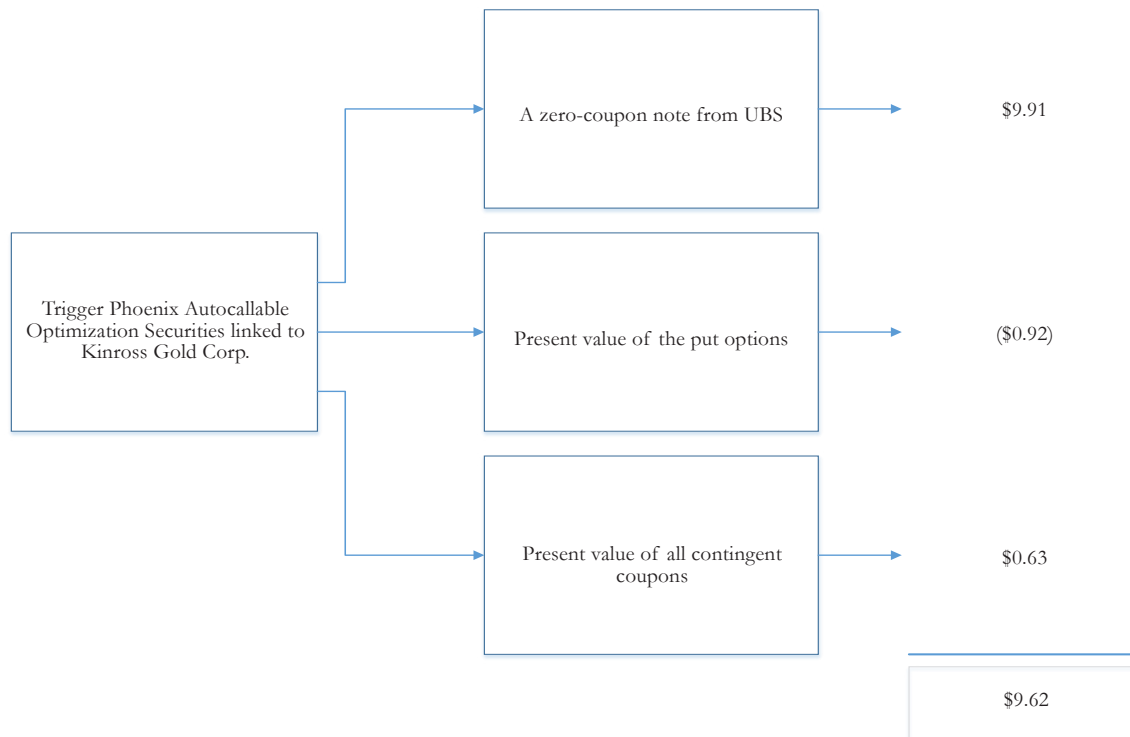 A zero-coupon note from UBS
$9.91
Trigger Phoenix Autocallable
Optimization Securities linked to
Kinross Gold Corp.
Present value of the put options
($0.92)
Present value of all contingent
coupons
$0.63
$9.62